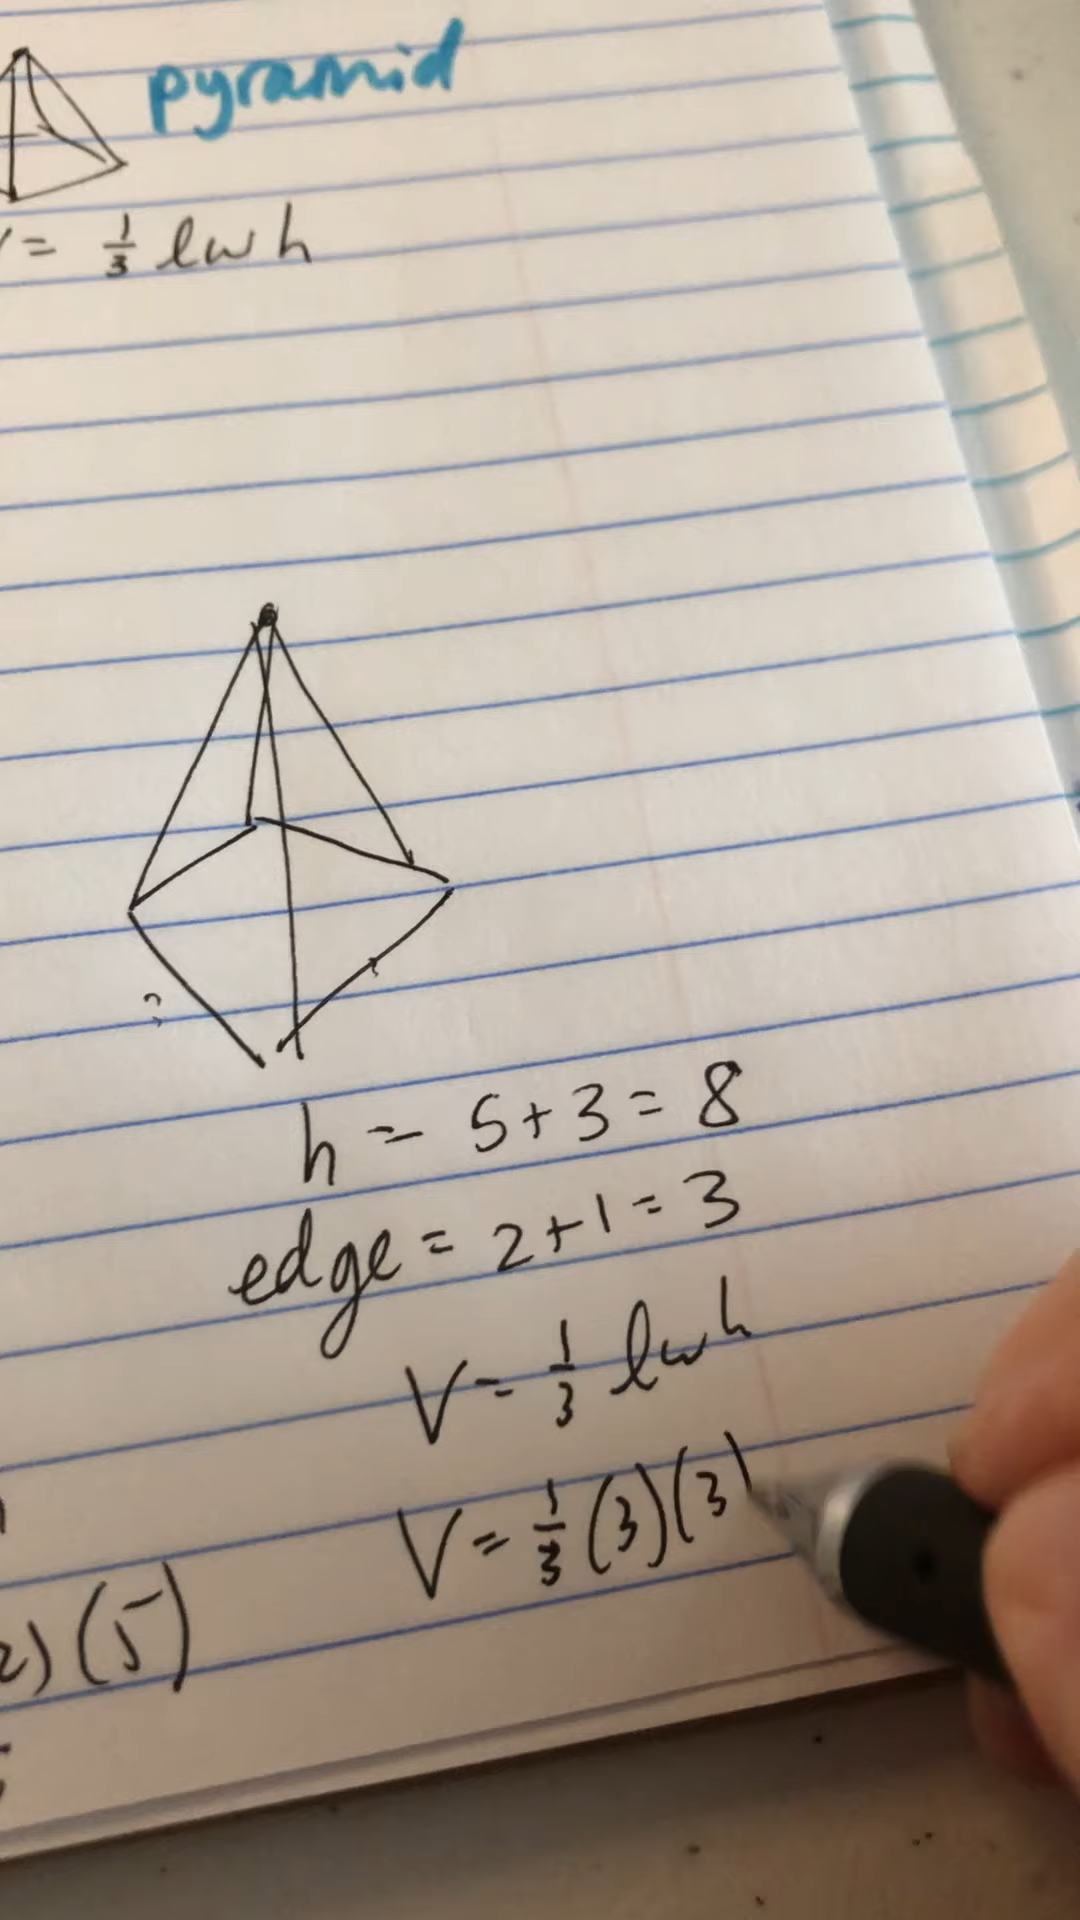 pyramid
= 1/3 lwh
h = 5+3 = 8
edge = 2+1 = 3
V = 1/3 lwh
V = 1/3 (3)(3)
2)(5)